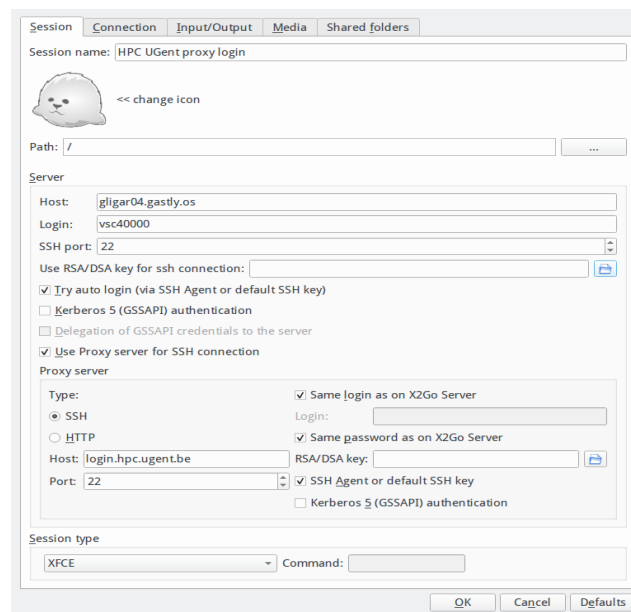 Session Connection Input/Output Media Shared folders
Session name: HPC UGent proxy login
<< change icon
Path: / ...
Server
Host: gligar04.gastly.os
Login: vsc40000
SSH port: 22
Use RSA/DSA key for ssh connection:
Try auto login (via SSH Agent or default SSH key)
Kerberos 5 (GSSAPI) authentication
Delegation of GSSAPI credentials to the server
Use Proxy server for SSH connection
Proxy server
Type: Same login as on X2Go Server
SSH Login:
HTTP Same password as on X2Go Server
Host: login.hpc.ugent.be RSA/DSA key:
Port: 22 SSH Agent or default SSH key
Kerberos 5 (GSSAPI) authentication
Session type
XFCE Command:
OK Cancel Defaults